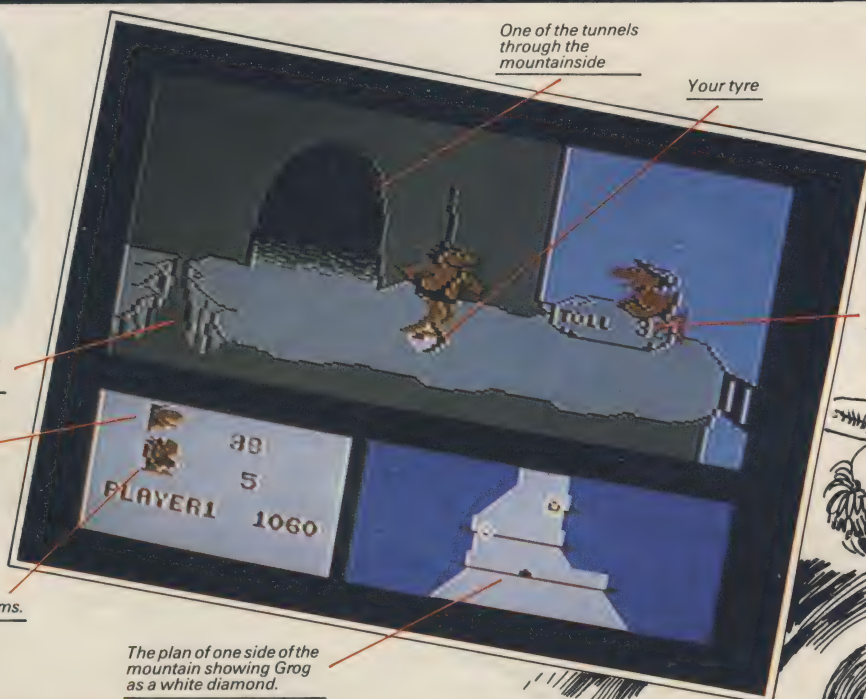 One of the tunnels
through the
mountainside
Your tyre
TOLL 3
38
5
PLAYER1 1060
ms.
The plan of one side of the
mountain showing Grog
as a white diamond.